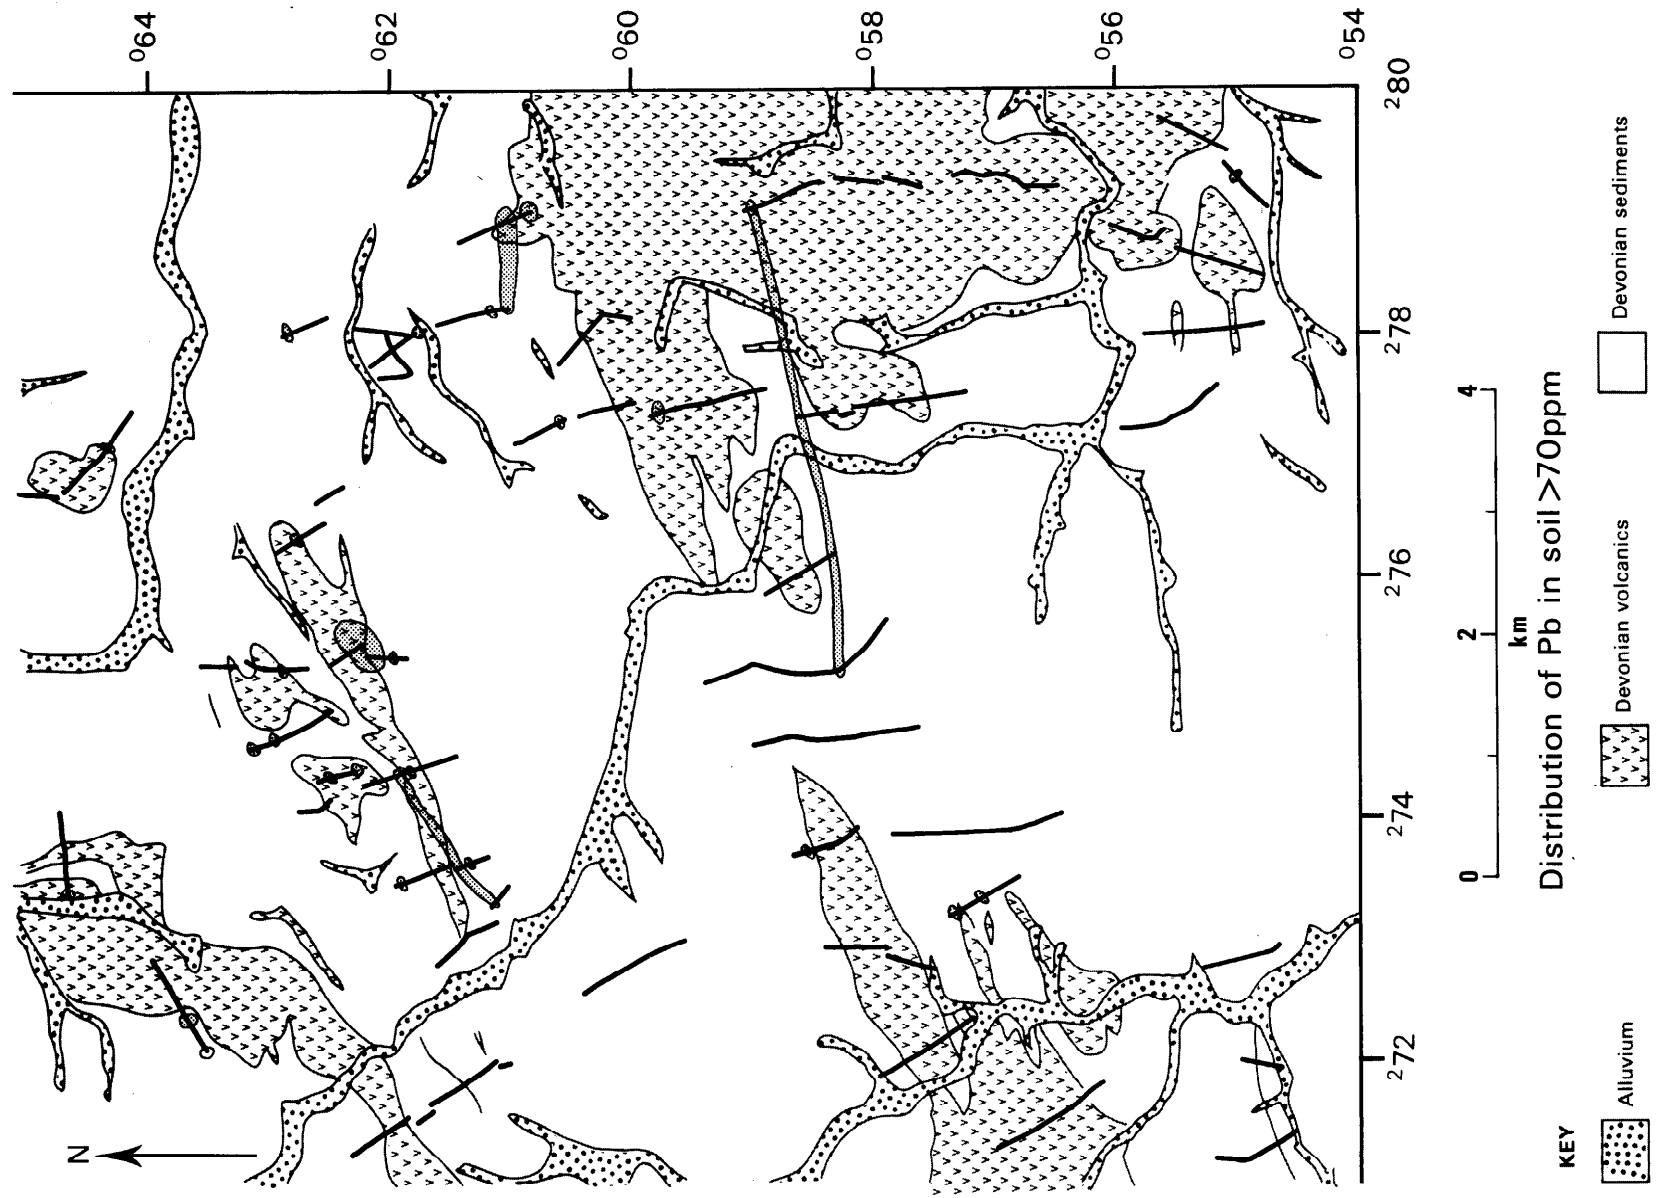 064
062
060
058
056
054
280
278
276
274
272
N
0
2
4
km
Distribution of Pb in soil >70ppm
KEY
Alluvium
Devonian volcanics
Devonian sediments